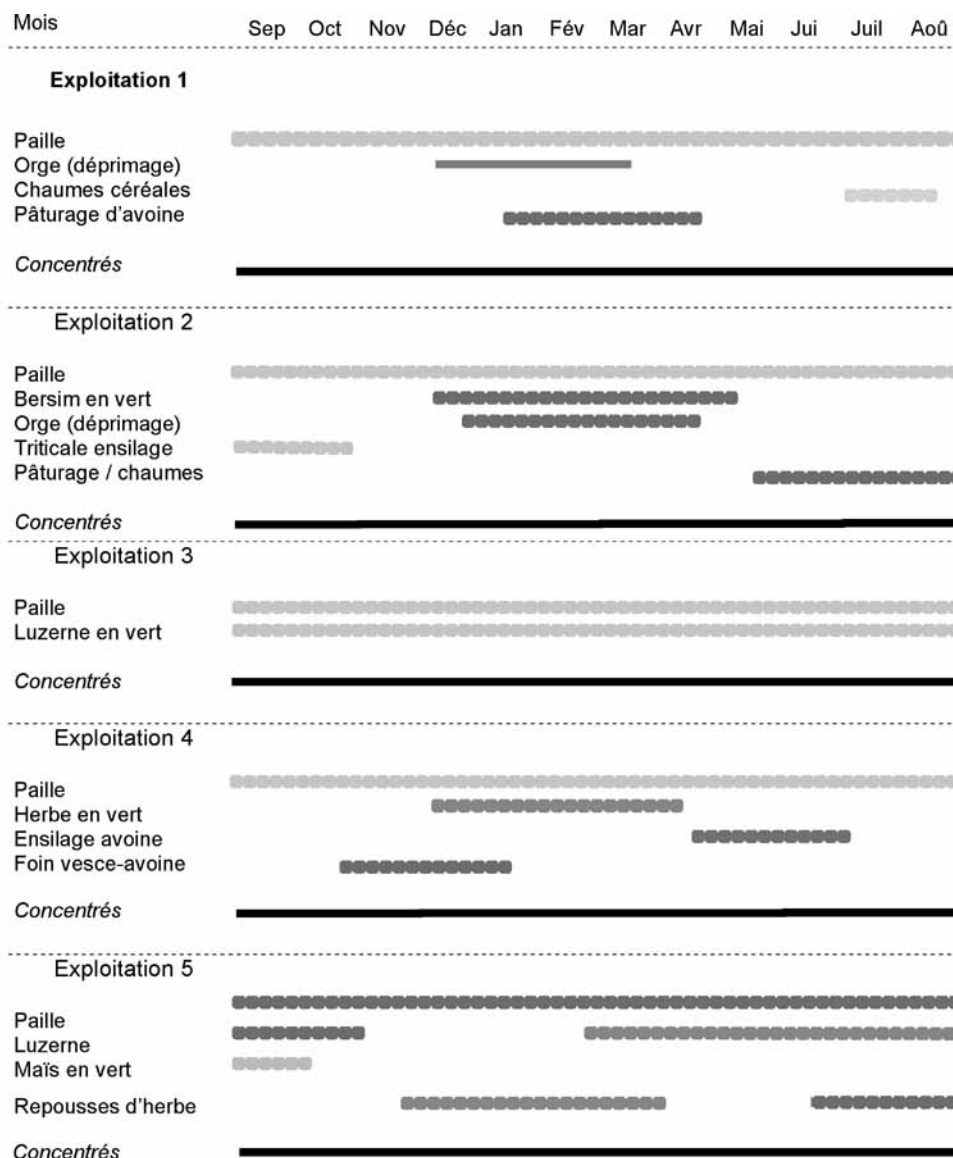 Mois Sep Oct Nov Déc Jan Fév Mar Avr Mai Jui Juil Aoû
Exploitation 1
Paille
Orge (déprimage)
Chaumes céréales
Pâturage d'avoine
Concentrés
Exploitation 2
Paille
Bersim en vert
Orge (déprimage)
Triticale ensilage
Pâturage / chaumes
Concentrés
Exploitation 3
Paille
Luzerne en vert
Concentrés
Exploitation 4
Paille
Herbe en vert
Ensilage avoine
Foin vesce-avoine
Concentrés
Exploitation 5
Paille
Luzerne
Maïs en vert
Repousses d'herbe
Concentrés